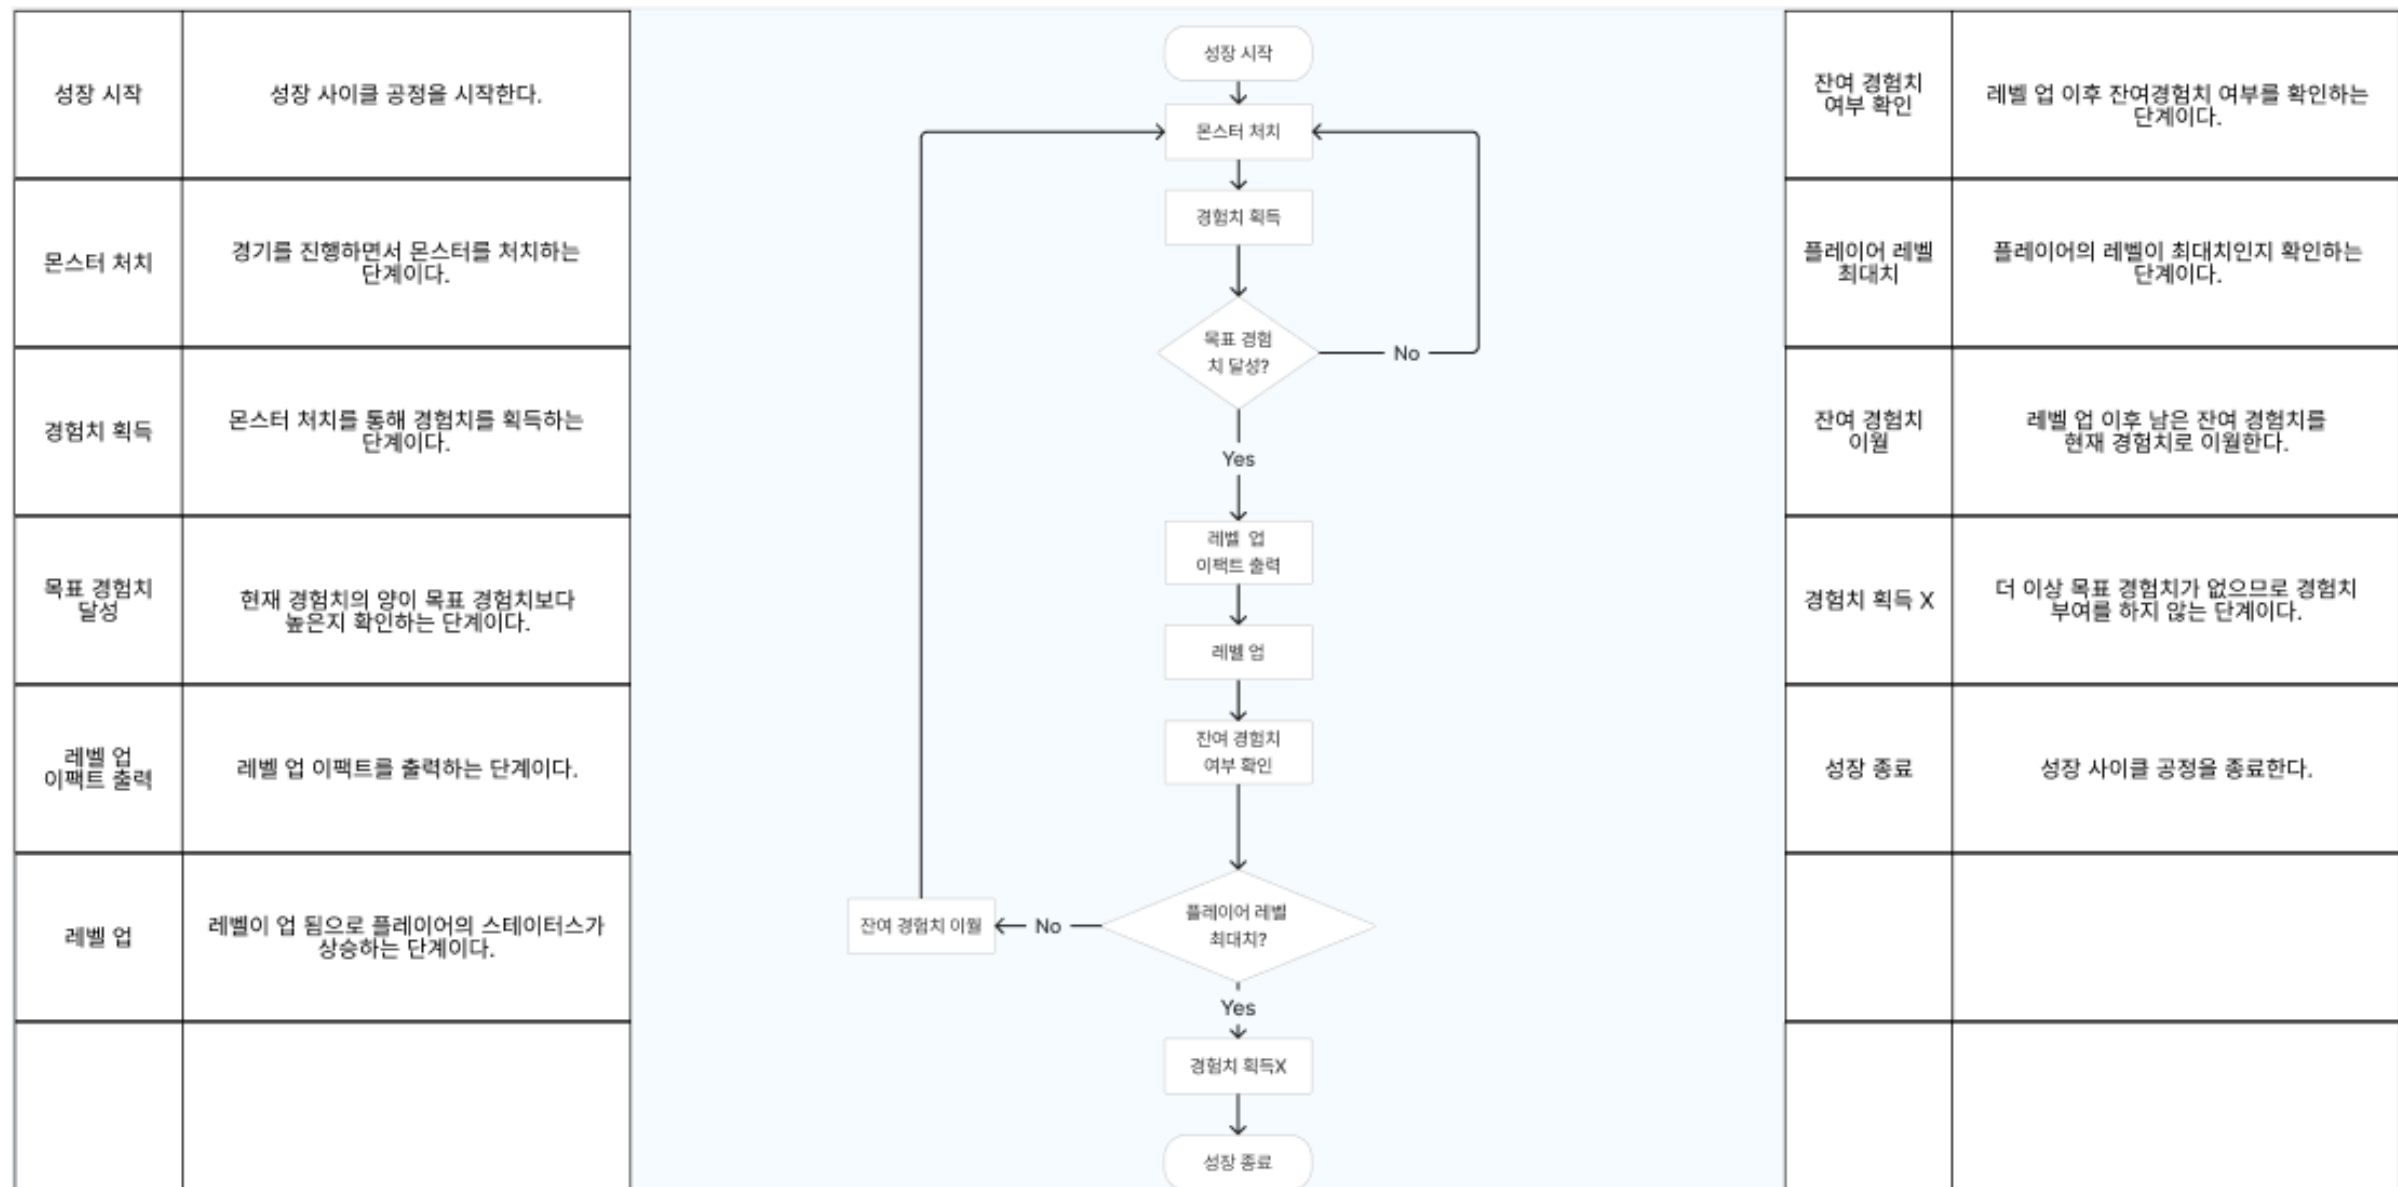 성장 시작
성장 사이클 공정을 시작한다.
몬스터 처치
경기를 진행하면서 몬스터를 처치하는
단계이다.
경험치 획득
몬스터 처치를 통해 경험치를 획득하는
단계이다.
목표 경험치
달성
현재 경험치의 양이 목표 경험치보다
높은지 확인하는 단계이다.
레벨 업
이팩트 출력
레벨 업 이팩트를 출력하는 단계이다.
레벨 업
레벨이 업 됨으로 플레이어의 스테이터스가
상승하는 단계이다.
성장 시작
몬스터 처치
경험치 획득
목표 경험
치 달성?
No
Yes
레벨 업
이팩트 출력
레벨 업
잔여 경험치
여부 확인
플레이어 레벨
최대치?
No
잔여 경험치 이월
Yes
경험치 획득X
성장 종료
잔여 경험치
여부 확인
레벨 업 이후 잔여경험치 여부를 확인하는
단계이다.
플레이어 레벨
최대치
플레이어의 레벨이 최대치인지 확인하는
단계이다.
잔여 경험치
이월
레벨 업 이후 남은 잔여 경험치를
현재 경험치로 이월한다.
경험치 획득 X
더 이상 목표 경험치가 없으므로 경험치
부여를 하지 않는 단계이다.
성장 종료
성장 사이클 공정을 종료한다.